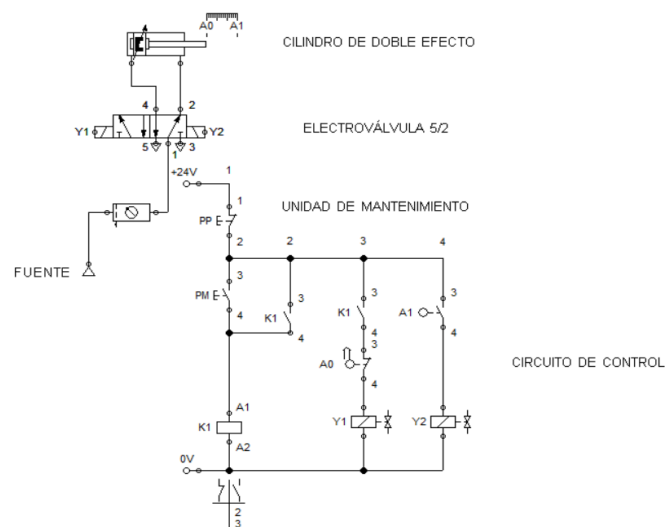 A0 A1
CILINDRO DE DOBLE EFECTO
4 2
ELECTROVÁLVULA 5/2
Y1 Y2
5 1 3
+24V 1
1
UNIDAD DE MANTENIMIENTO
PP
2 2 3 4
FUENTE
3 3 3 3
PM K1 K1 A1
4 4 4 4
3
A0
CIRCUITO DE CONTROL
4
A1
K1 Y1 Y2
A2
0V
2
3